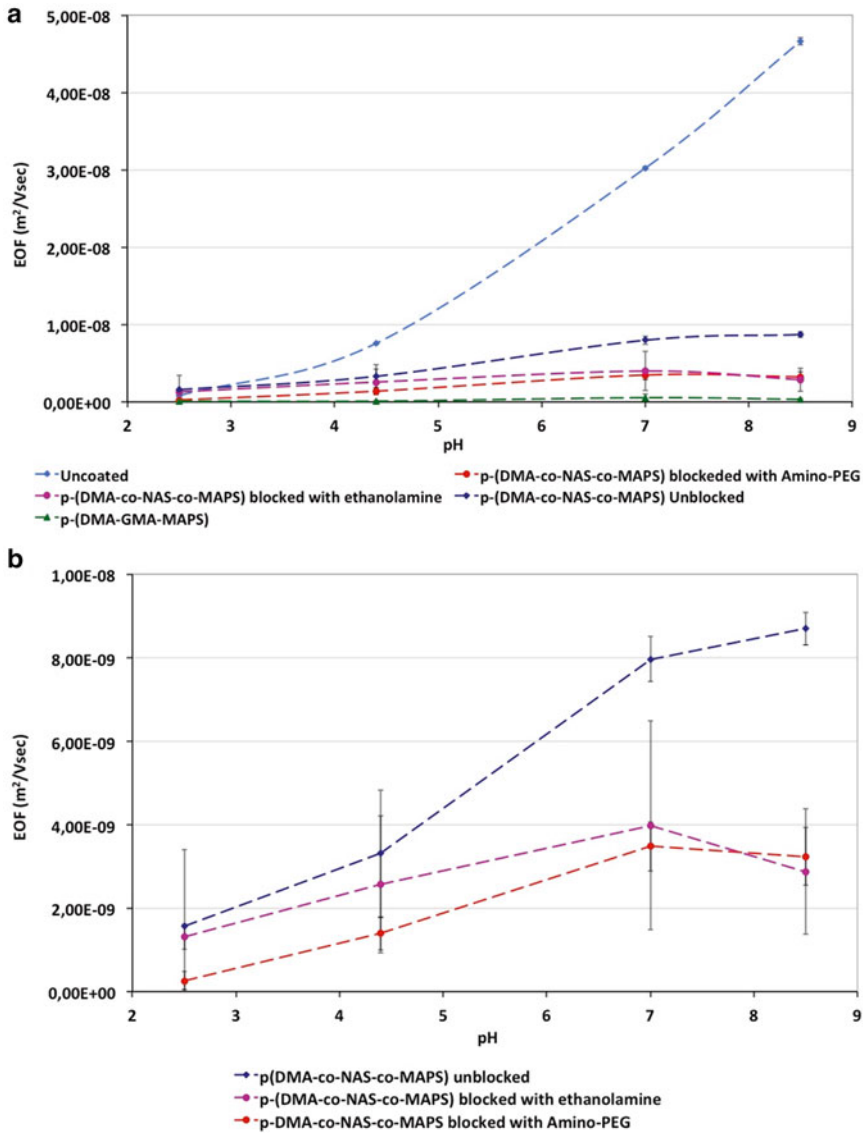 a
5,00E-08
4,00E-08
3,00E-08
2,00E-08
1,00E-08
0,00E+00
EOF (m²/Vsec)
2 3 4 5 6 7 8 9
pH
Uncoated
p-(DMA-co-NAS-co-MAPS) blockeded with Amino-PEG
p-(DMA-co-NAS-co-MAPS) blocked with ethanolamine
p-(DMA-co-NAS-co-MAPS) Unblocked
p-(DMA-GMA-MAPS)
b
1,00E-08
8,00E-09
6,00E-09
4,00E-09
2,00E-09
0,00E+00
EOF (m²/Vsec)
2 3 4 5 6 7 8 9
pH
p(DMA-co-NAS-co-MAPS) unblocked
p-(DMA-co-NAS-co-MAPS) blocked with ethanolamine
p-DMA-co-NAS-co-MAPS blocked with Amino-PEG